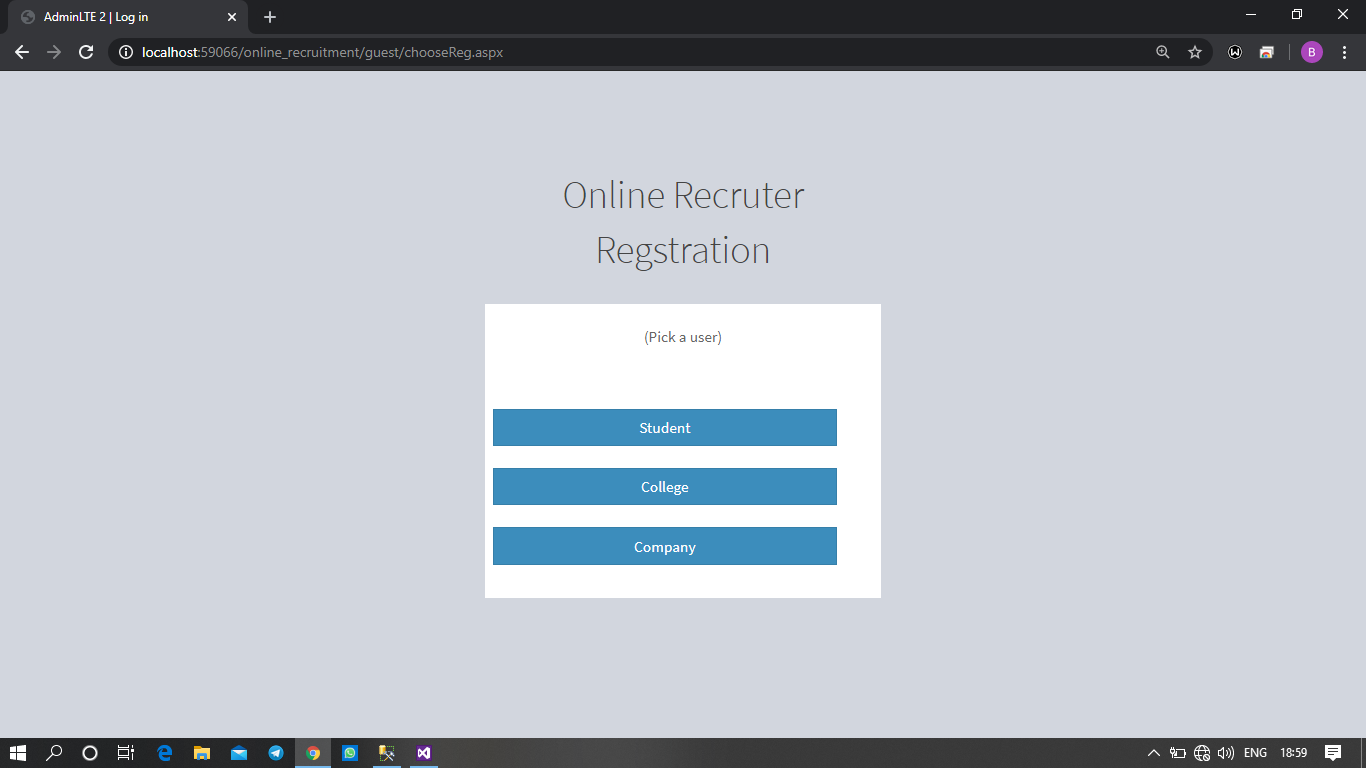 AdminLTE 2 | Log in
localhost:59066/online_recruitment/guest/chooseReg.aspx
B
Online Recruter
Regstration
(Pick a user)
Student
College
Company
ENG
18:59